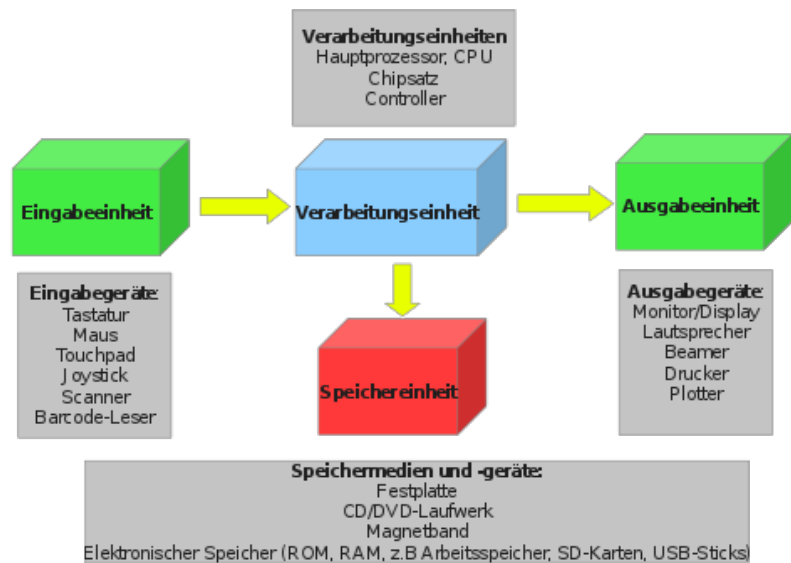 Verarbeitungseinheiten
Hauptprozessor, CPU
Chipsatz
Controller
Eingabeeinheit
Verarbeitungseinheit
Ausgabeeinheit
Eingabegeräte:
Tastatur
Maus
Touchpad
Joystick
Scanner
Barcode-Leser
Speichereinheit
Ausgabegeräte:
Monitor/Display
Lautsprecher
Beamer
Drucker
Plotter
Speichermedien und -geräte:
Festplatte
CD/DVD-Laufwerk
Magnetband
Elektronischer Speicher (ROM, RAM, z.B Arbeitsspeicher, SD-Karten, USB-Sticks)